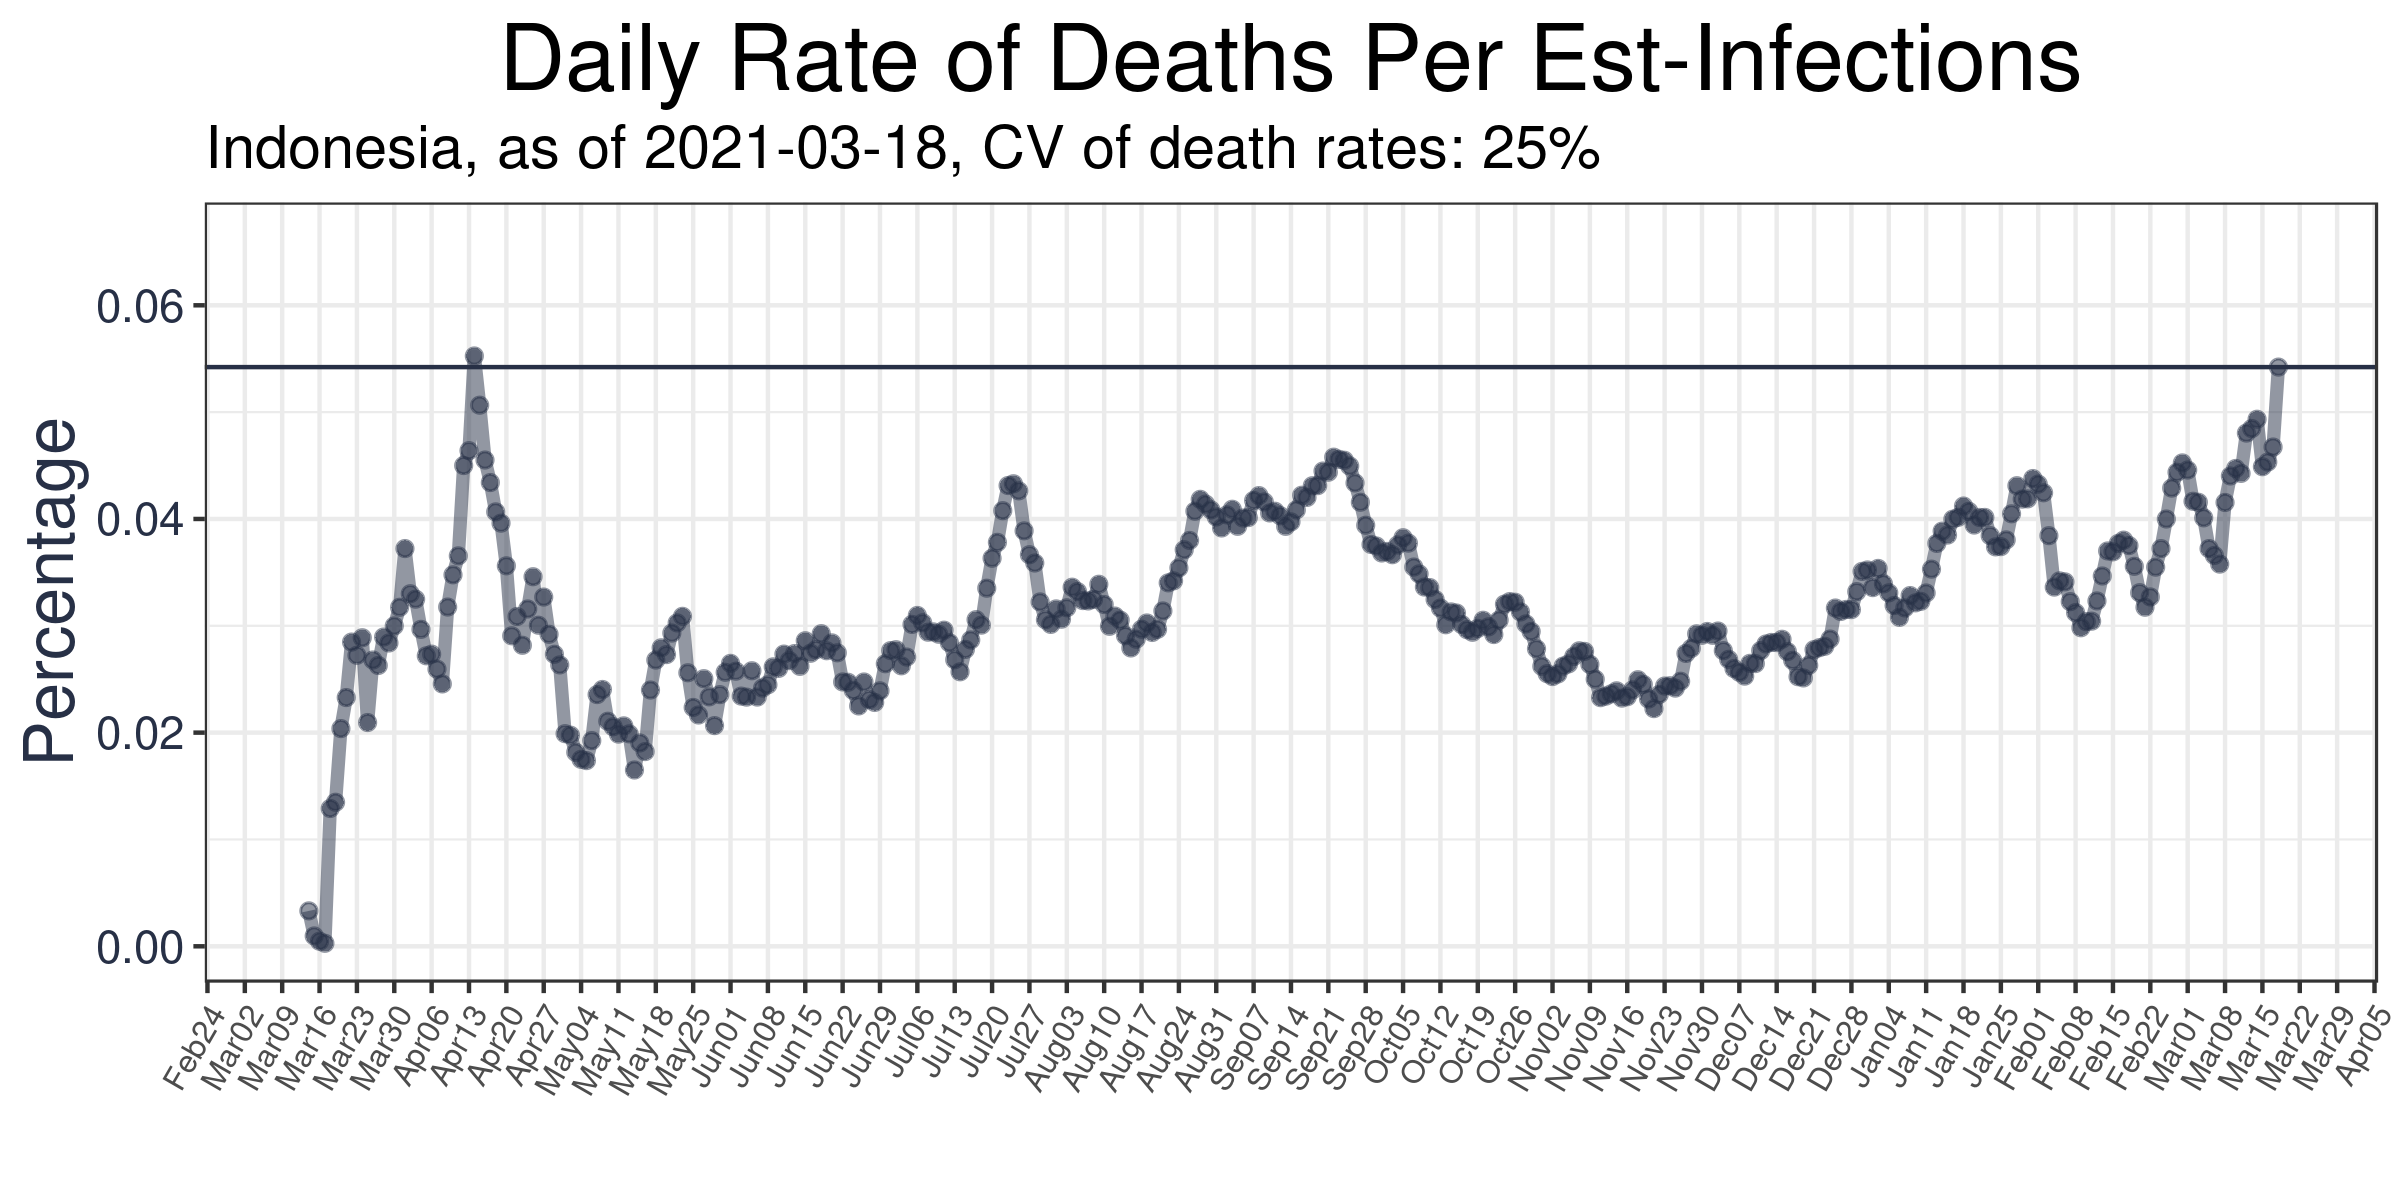 Daily Rate of Deaths Per Est-Infections
Indonesia, as of 2021-03-18, CV of death rates: 25%
Percentage
0.06
0.04
0.02
0.00
Feb24
Mar02
Mar09
Mar16
Mar23
Mar30
Apr06
Apr13
Apr20
Apr27
May04
May11
May18
May25
Jun01
Jun08
Jun15
Jun22
Jun29
Jul06
Jul13
Jul20
Jul27
Aug03
Aug10
Aug17
Aug24
Aug31
Sep07
Sep14
Sep21
Sep28
Oct05
Oct12
Oct19
Oct26
Nov02
Nov09
Nov16
Nov23
Nov30
Dec07
Dec14
Dec21
Dec28
Jan04
Jan11
Jan18
Jan25
Feb01
Feb08
Feb15
Feb22
Mar01
Mar08
Mar15
Mar22
Mar29
Apr05